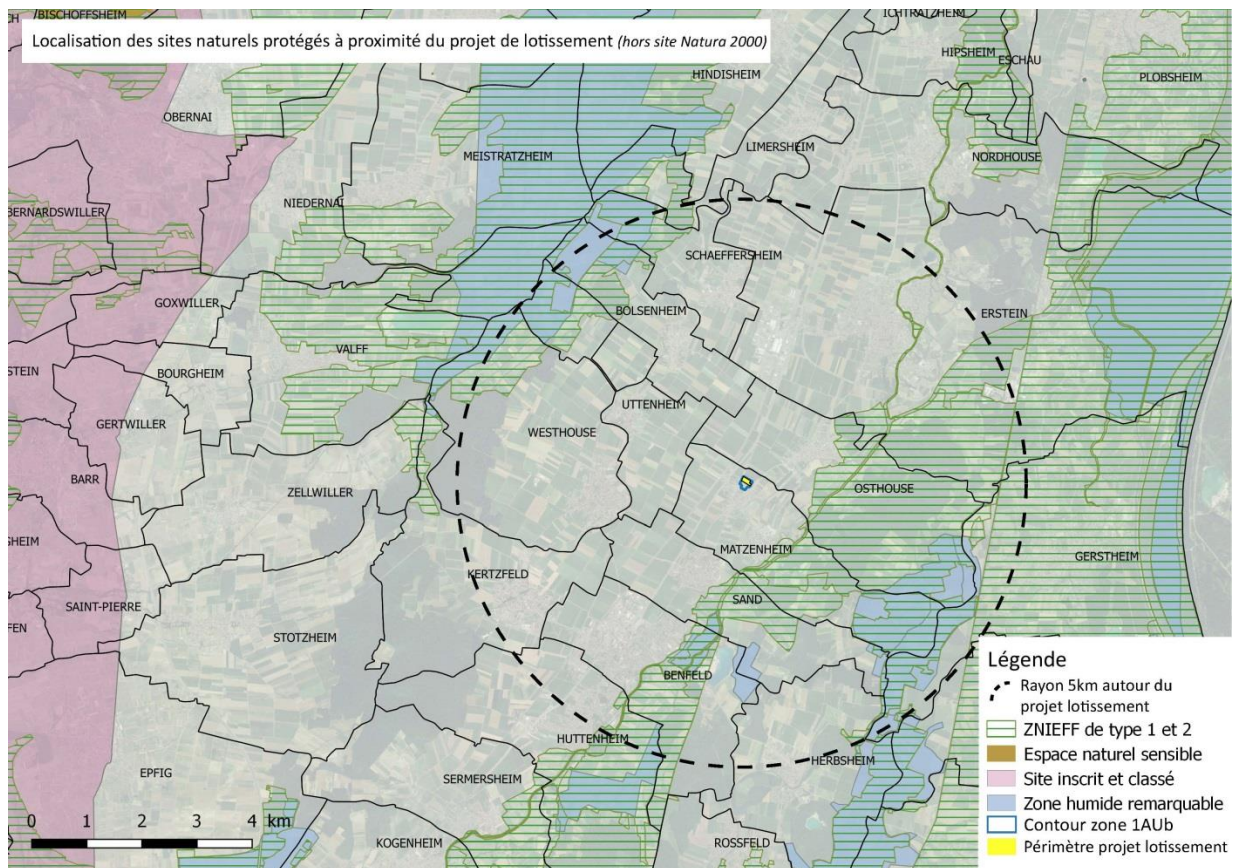 BISCHOFFSHEIM
ICHTRATZHEIM
Localisation des sites naturels protégés à proximité du projet de lotissement (hors site Natura 2000)
HIPSHEIM
ESCHAU
HINDISHEIM
PLOBSHEIM
OBERNAI
LIMERSHEIM
MEISTRATZHEIM
NORDHOUSE
NIEDERNAI
BERNARDSWILLER
SCHAEFFERSHEIM
GOXWILLER
BOLSENHEIM
ERSTEIN
VALFF
STEIN
BOURGHEIM
UTTENHEIM
GERTWILLER
WESTHOUSE
BARR
ZELLWILLER
OSTHOUSE
MATZENHEIM
GERSTHEIM
KERTZFELD
SAINT-PIERRE
SAND
STOTZHEIM
BENFELD
HUTTENHEIM
HERBSHEIM
EPFIG
SERMERSHEIM
KOGENHEIM
ROSSFELD
0 1 2 3 4 km
Légende
Rayon 5km autour du
projet lotissement
ZNIEFF de type 1 et 2
Espace naturel sensible
Site inscrit et classé
Zone humide remarquable
Contour zone 1AUb
Périmètre projet lotissement